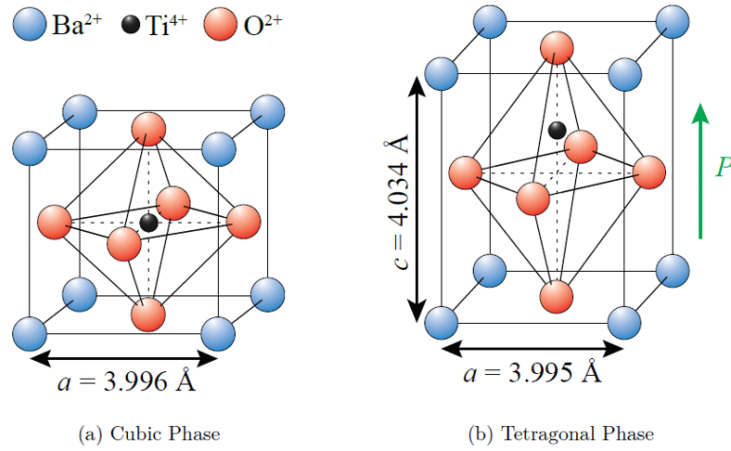 Ba²⁺ Ti⁴⁺ O²⁺
a = 3.996 Å
(a) Cubic Phase
c = 4.034 Å
P
a = 3.995 Å
(b) Tetragonal Phase